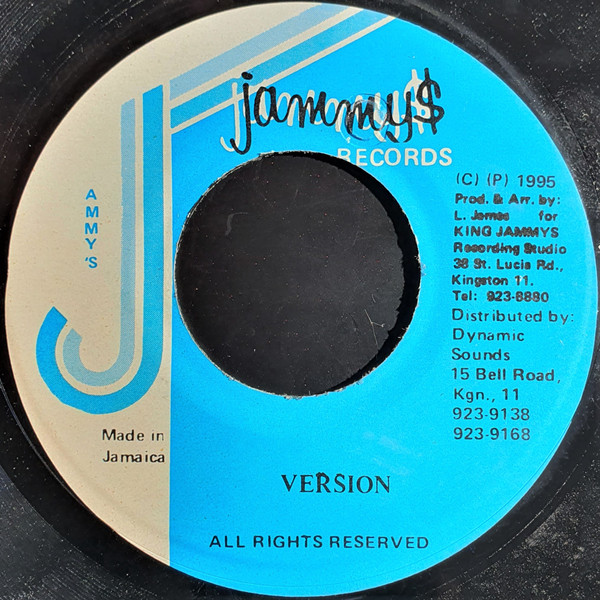 jammy$
RECORDS
AMMY'S
(C) (P) 1995
Prod. & Arr. by:
L. James for
KING JAMMYS
Recording Studio
38 St. Lucia Rd.,
Kingston 11.
Tel: 923-6880
Distributed by:
Dynamic
Sounds
15 Bell Road,
Kgn., 11
923-9138
923-9168
Made in
Jamaica
VERSION
ALL RIGHTS RESERVED